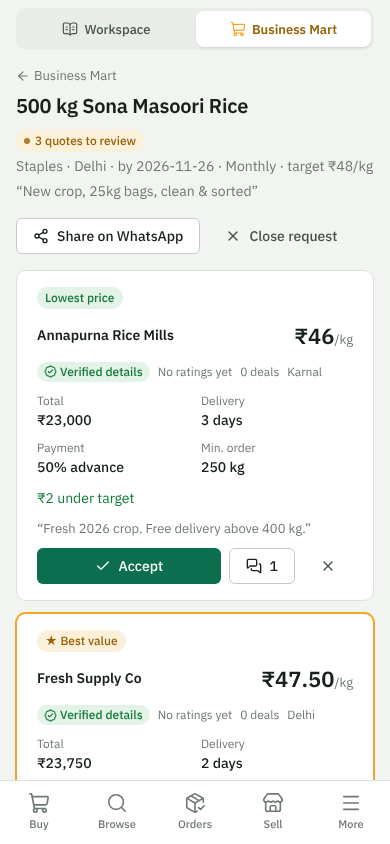 Workspace
Business Mart
Business Mart
500 kg Sona Masoori Rice
3 quotes to review
Staples · Delhi · by 2026-11-26 · Monthly · target ₹48/kg
“New crop, 25kg bags, clean & sorted”
Share on WhatsApp
Close request
Lowest price
Annapurna Rice Mills
₹46/kg
Verified details No ratings yet 0 deals Karnal
Total
Delivery
₹23,000
3 days
Payment
Min. order
50% advance
250 kg
₹2 under target
“Fresh 2026 crop. Free delivery above 400 kg.”
Accept
1
★ Best value
Fresh Supply Co
₹47.50/kg
Verified details No ratings yet 0 deals Delhi
Total
Delivery
₹23,750
2 days
Buy
Browse
Orders
Sell
More